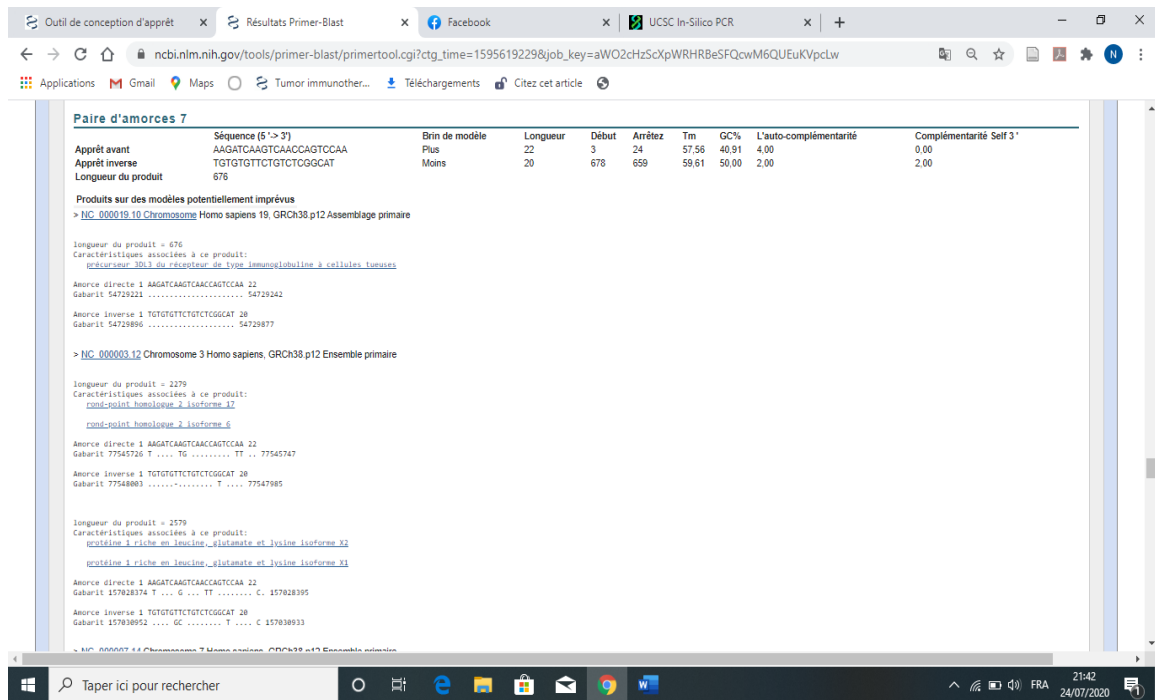 Outil de conception d'apprêt × Résultats Primer-Blast × Facebook × UCSC In-Silico PCR × +
ncbi.nlm.nih.gov/tools/primer-blast/primertool.cgi?ctg_time=1595619229&job_key=aWO2cHzScXpWRHRBeSFQcwM6QUEuKVpcLw N
Applications Gmail Maps Tumor immunother... Téléchargements Citez cet article
Paire d'amorces 7
Séquence (5 '-> 3') Brin de modèle Longueur Début Arrêtez Tm GC% L'auto-complémentarité Complémentarité Self 3 '
Apprêt avant AAGATCAAGTCAACCAGTCCAA Plus 22 3 24 57,56 40,91 4,00 0,00
Apprêt inverse TGTGTGTTCTGTCTCGGCAT Moins 20 678 659 59,61 50,00 2,00 2,00
Longueur du produit 676
Produits sur des modèles potentiellement imprévus
> NC_000019.10 Chromosome Homo sapiens 19, GRCh38.p12 Assemblage primaire
longueur du produit = 676
Caractéristiques associées à ce produit:
précurseur 3DL3 du récepteur de type immunoglobuline à cellules tueuses
Amorce directe 1 AAGATCAAGTCAACCAGTCCAA 22
Gabarit 54729221 ...................... 54729242
Amorce inverse 1 TGTGTGTTCTGTCTCGGCAT 20
Gabarit 54729896 .................... 54729877
> NC_000003.12 Chromosome 3 Homo sapiens, GRCh38.p12 Ensemble primaire
longueur du produit = 2279
Caractéristiques associées à ce produit:
rond-point homologue 2 isoforme 17
rond-point homologue 2 isoforme 6
Amorce directe 1 AAGATCAAGTCAACCAGTCCAA 22
Gabarit 77545726 T .... TG ......... TT .. 77545747
Amorce inverse 1 TGTGTGTTCTGTCTCGGCAT 20
Gabarit 77548003 ......-........ T .... 77547985
longueur du produit = 2579
Caractéristiques associées à ce produit:
protéine 1 riche en leucine, glutamate et lysine isoforme X2
protéine 1 riche en leucine, glutamate et lysine isoforme X1
Amorce directe 1 AAGATCAAGTCAACCAGTCCAA 22
Gabarit 157028374 T ... G ... TT ........ C. 157028395
Amorce inverse 1 TGTGTGTTCTGTCTCGGCAT 20
Gabarit 157030952 .... GC ........ T .... C 157030933
> NC_000007.14 Chromosome 7 Homo sapiens, GRCh38.p12 Ensemble primaire
Taper ici pour rechercher FRA 21:42
24/07/2020 1